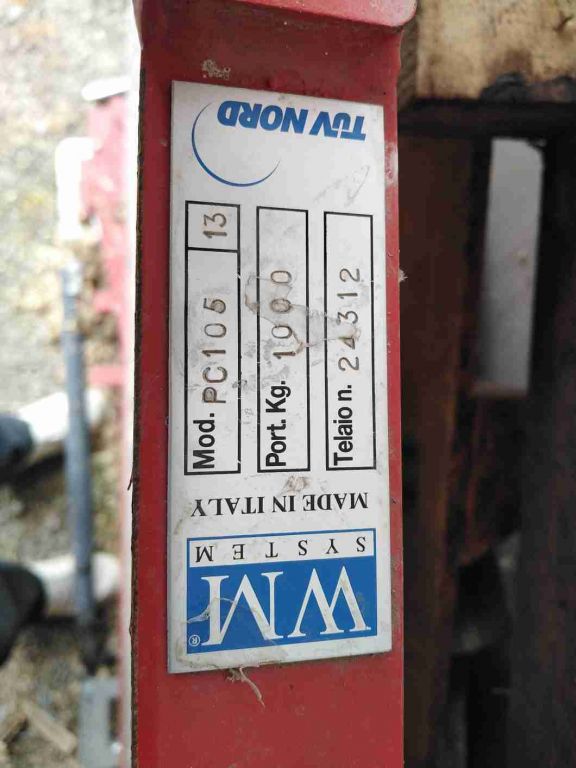 WM®
SYSTEM
MADE IN ITALY
Mod. PC105 13
Port. Kg. 1000
Telaio n. 24312
TÜV NORD